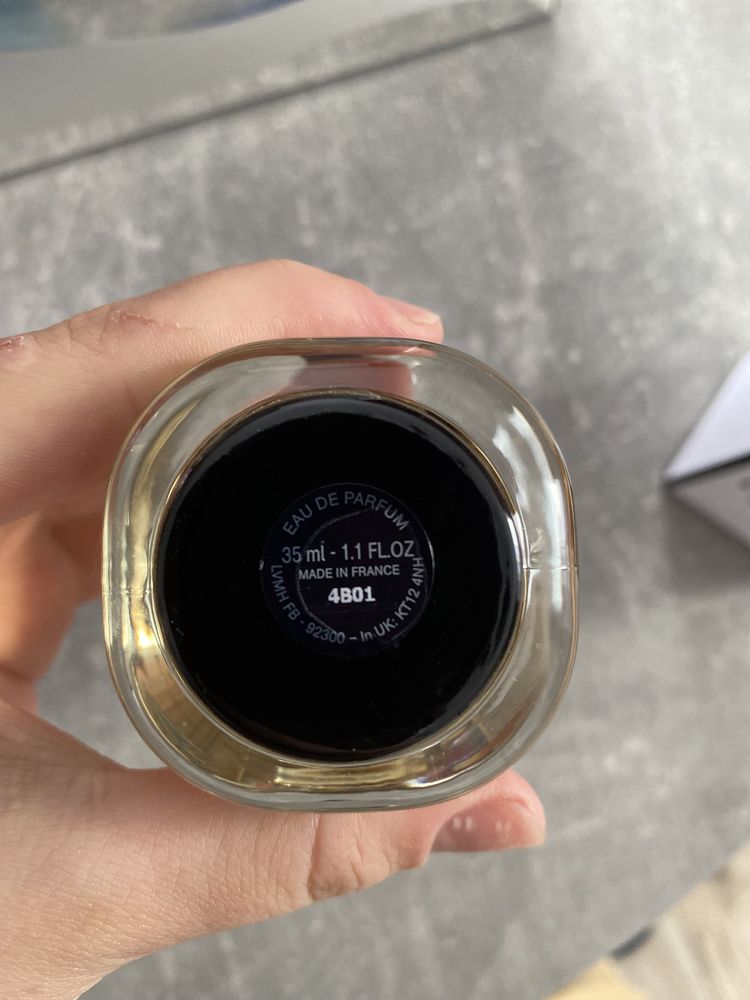 EAU DE PARFUM
35 ml - 1.1 FL.OZ
MADE IN FRANCE
4B01
LVMH FB - 92300 – In UK: KT12 4NH